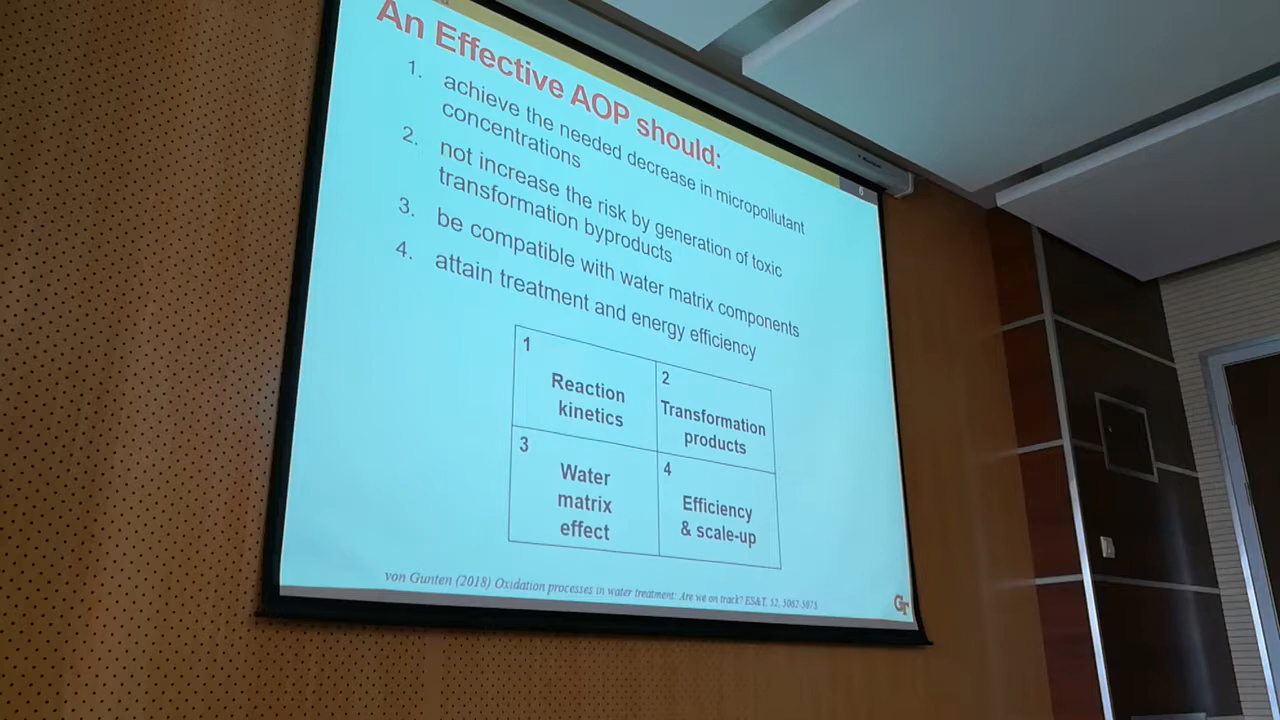 An Effective AOP should:
6
1. achieve the needed decrease in micropollutant
concentrations
2. not increase the risk by generation of toxic
transformation byproducts
3. be compatible with water matrix components
4. attain treatment and energy efficiency
1
Reaction
kinetics
2
Transformation
products
3
Water
matrix
effect
4
Efficiency
& scale-up
von Gunten (2018) Oxidation processes in water treatment: Are we on track? ES&T, 52, 5062-5075.
GT